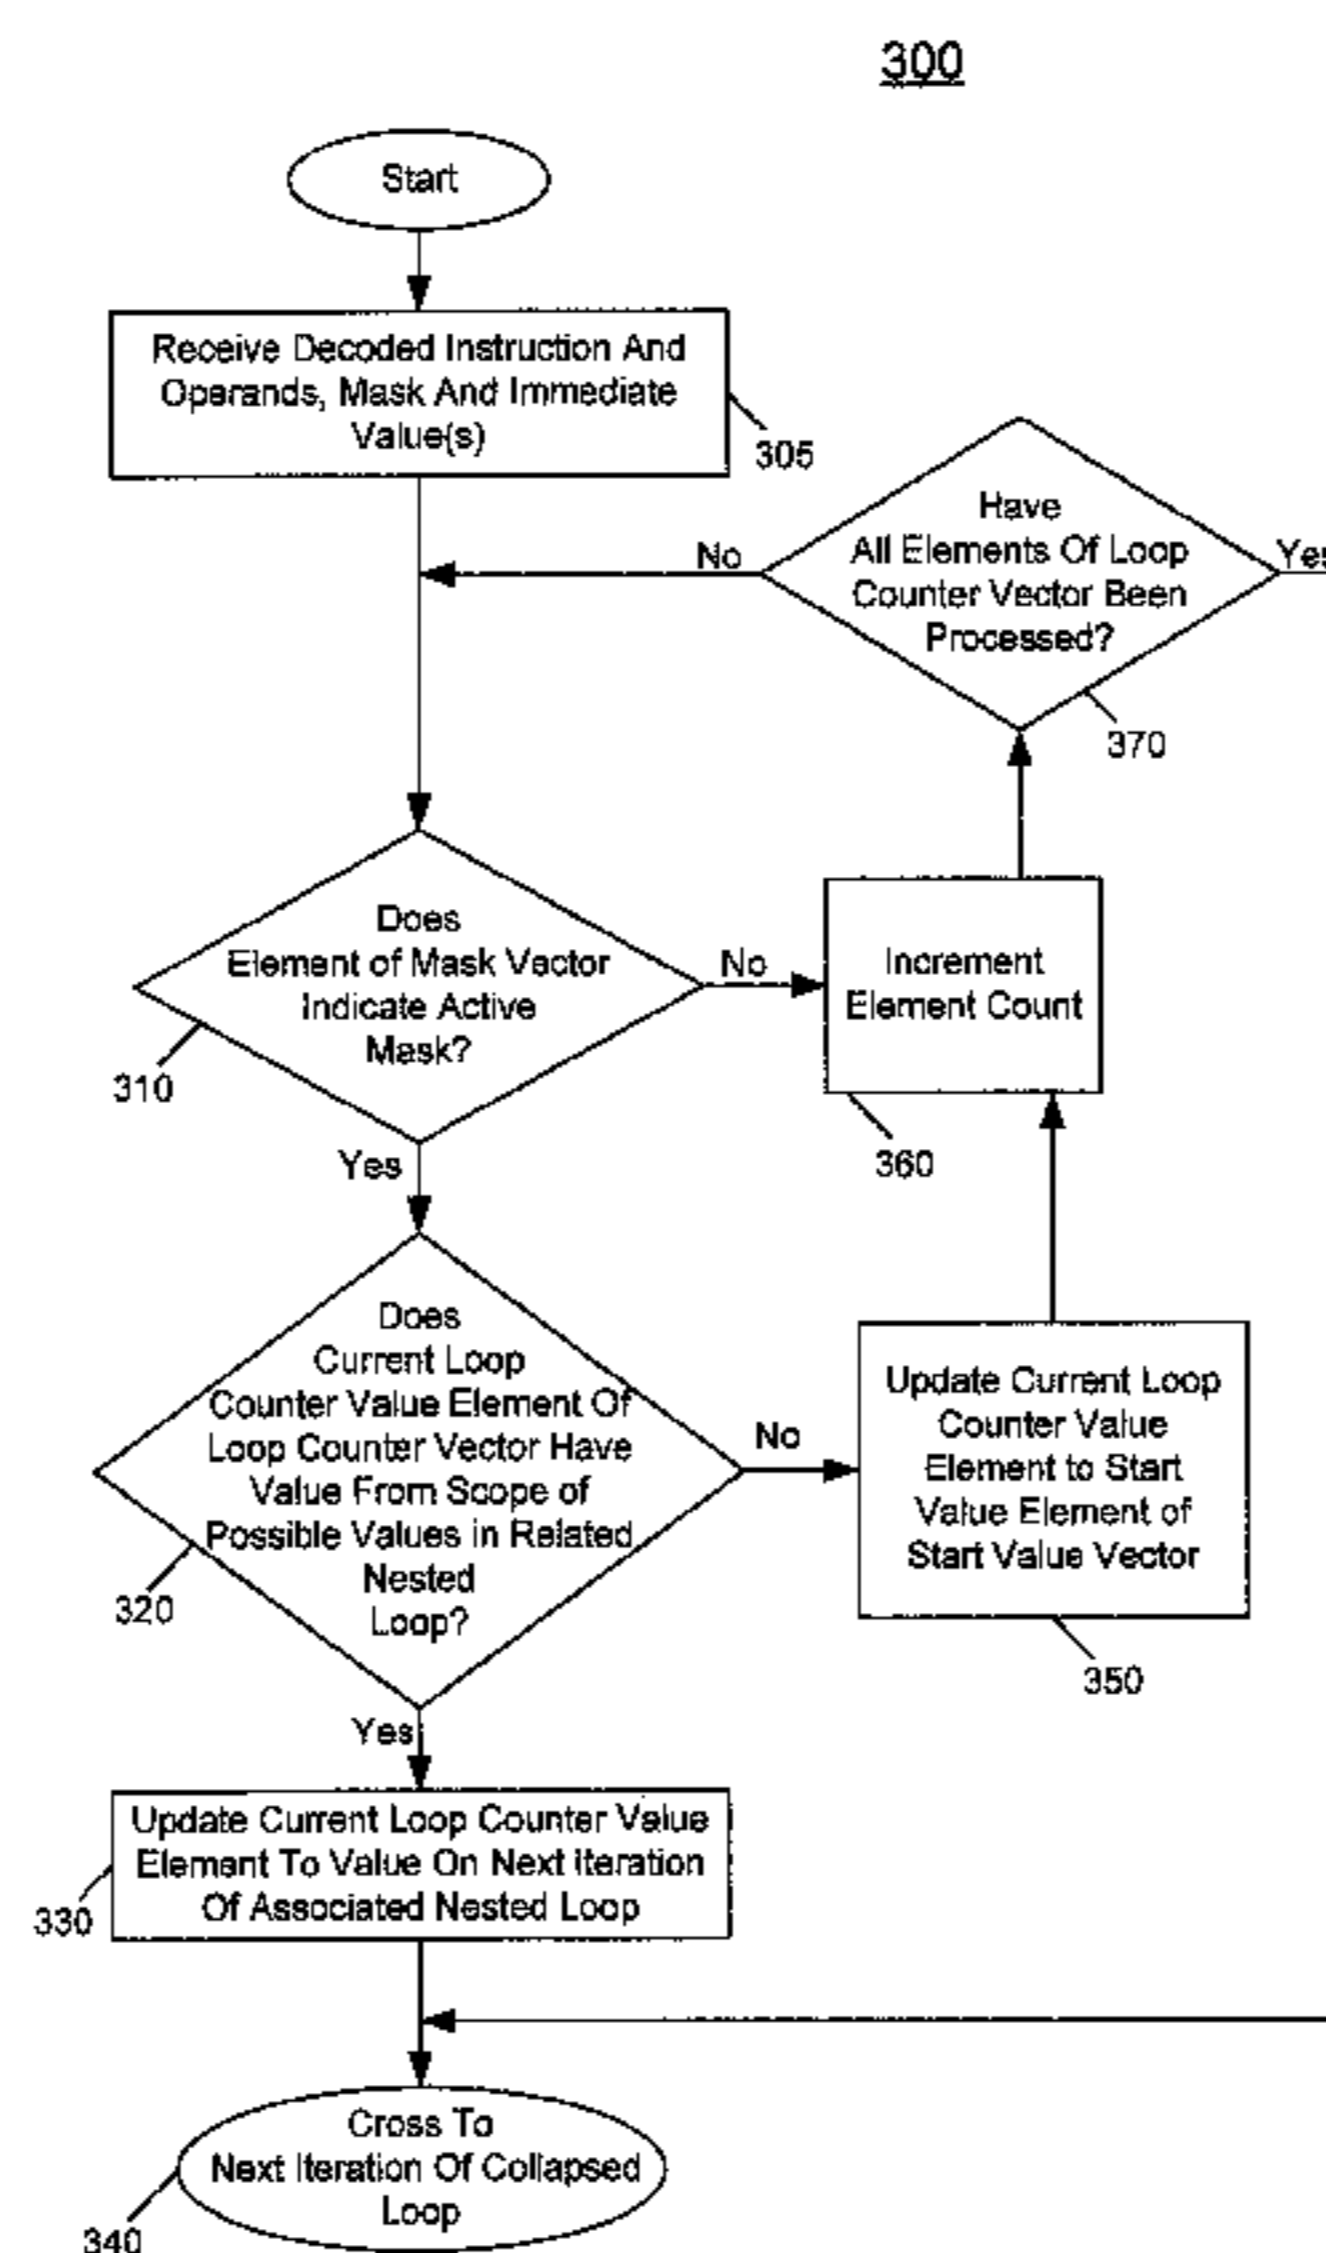 300
Start
Receive Decoded Instruction And
Operands, Mask And Immediate
Value(s)
305
Have
All Elements Of Loop
Counter Vector Been
Processed?
No
Yes
370
Does
Element of Mask Vector
Indicate Active
Mask?
No
310
Yes
Increment
Element Count
360
Does
Current Loop
Counter Value Element Of
Loop Counter Vector Have
Value From Scope of
Possible Values in Related
Nested
Loop?
No
320
Yes
Update Current Loop
Counter Value
Element to Start
Value Element of
Start Value Vector
350
Update Current Loop Counter Value
Element To Value On Next Iteration
Of Associated Nested Loop
330
Cross To
Next Iteration Of Collapsed
Loop
340